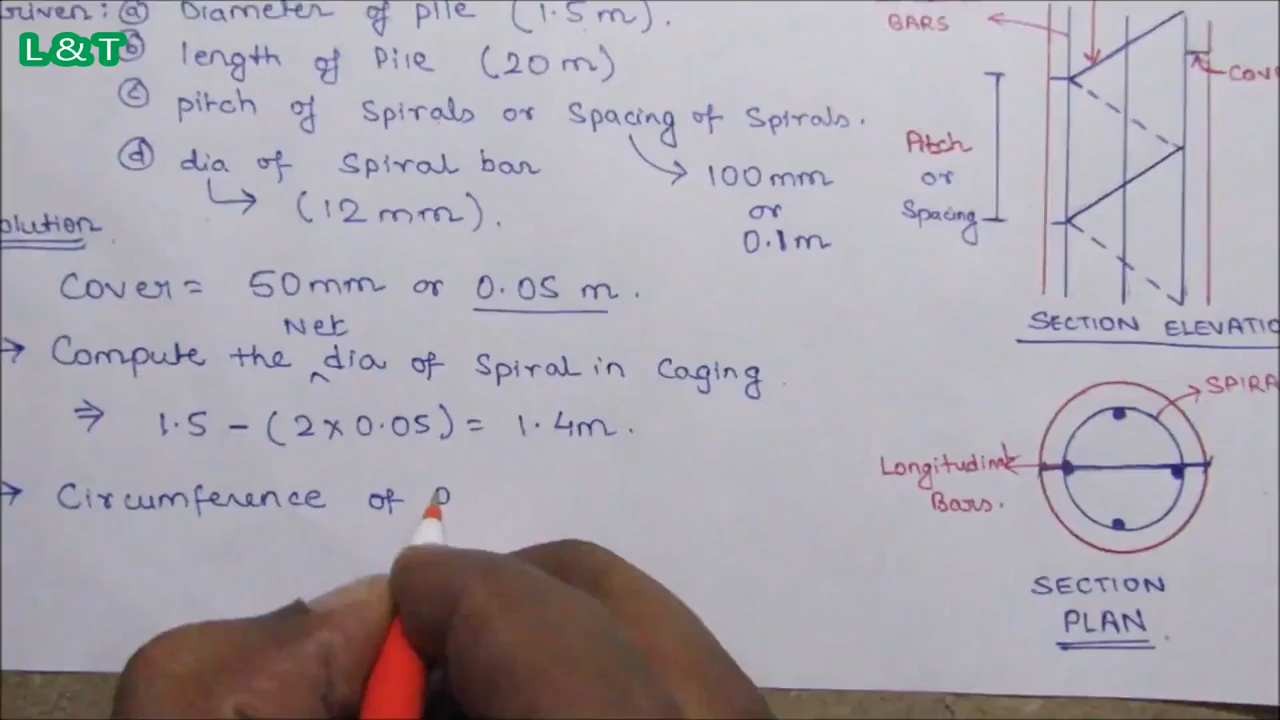 Given: ⓐ Diameter of pile (1.5m).
L&T
ⓑ length of Pile (20m)
ⓒ pitch of Spirals or Spacing of Spirals.
100mm
or
0.1m
ⓓ dia of Spiral bar
(12mm).
olution
Cover = 50mm or 0.05 m.
Net
→ Compute the ^ dia of Spiral in Caging.
⇒ 1.5 - (2x0.05) = 1.4m.
→ Circumference of
BARS
COVE
Pitch
or
Spacing
SECTION ELEVATIO
SPIRA
Longitudinal
Bars.
SECTION
PLAN